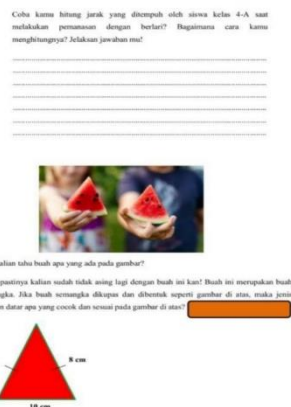 Coba kamu hitung jarak yang ditempuh oleh siswa kelas 4-A saat
melakukan pemanasan dengan berlari? Bagaimana cara kamu
menghitungnya? Jelaskan jawaban mu!
alian tahu buah apa yang ada pada gambar?
pastinya kalian sudah tidak asing lagi dengan buah ini kan! Buah ini merupakan buah
gka. Jika buah semangka dikupas dan dibentuk seperti gambar di atas, maka jenis
n datar apa yang cocok dan sesuai pada gambar di atas?
8 cm
10 cm